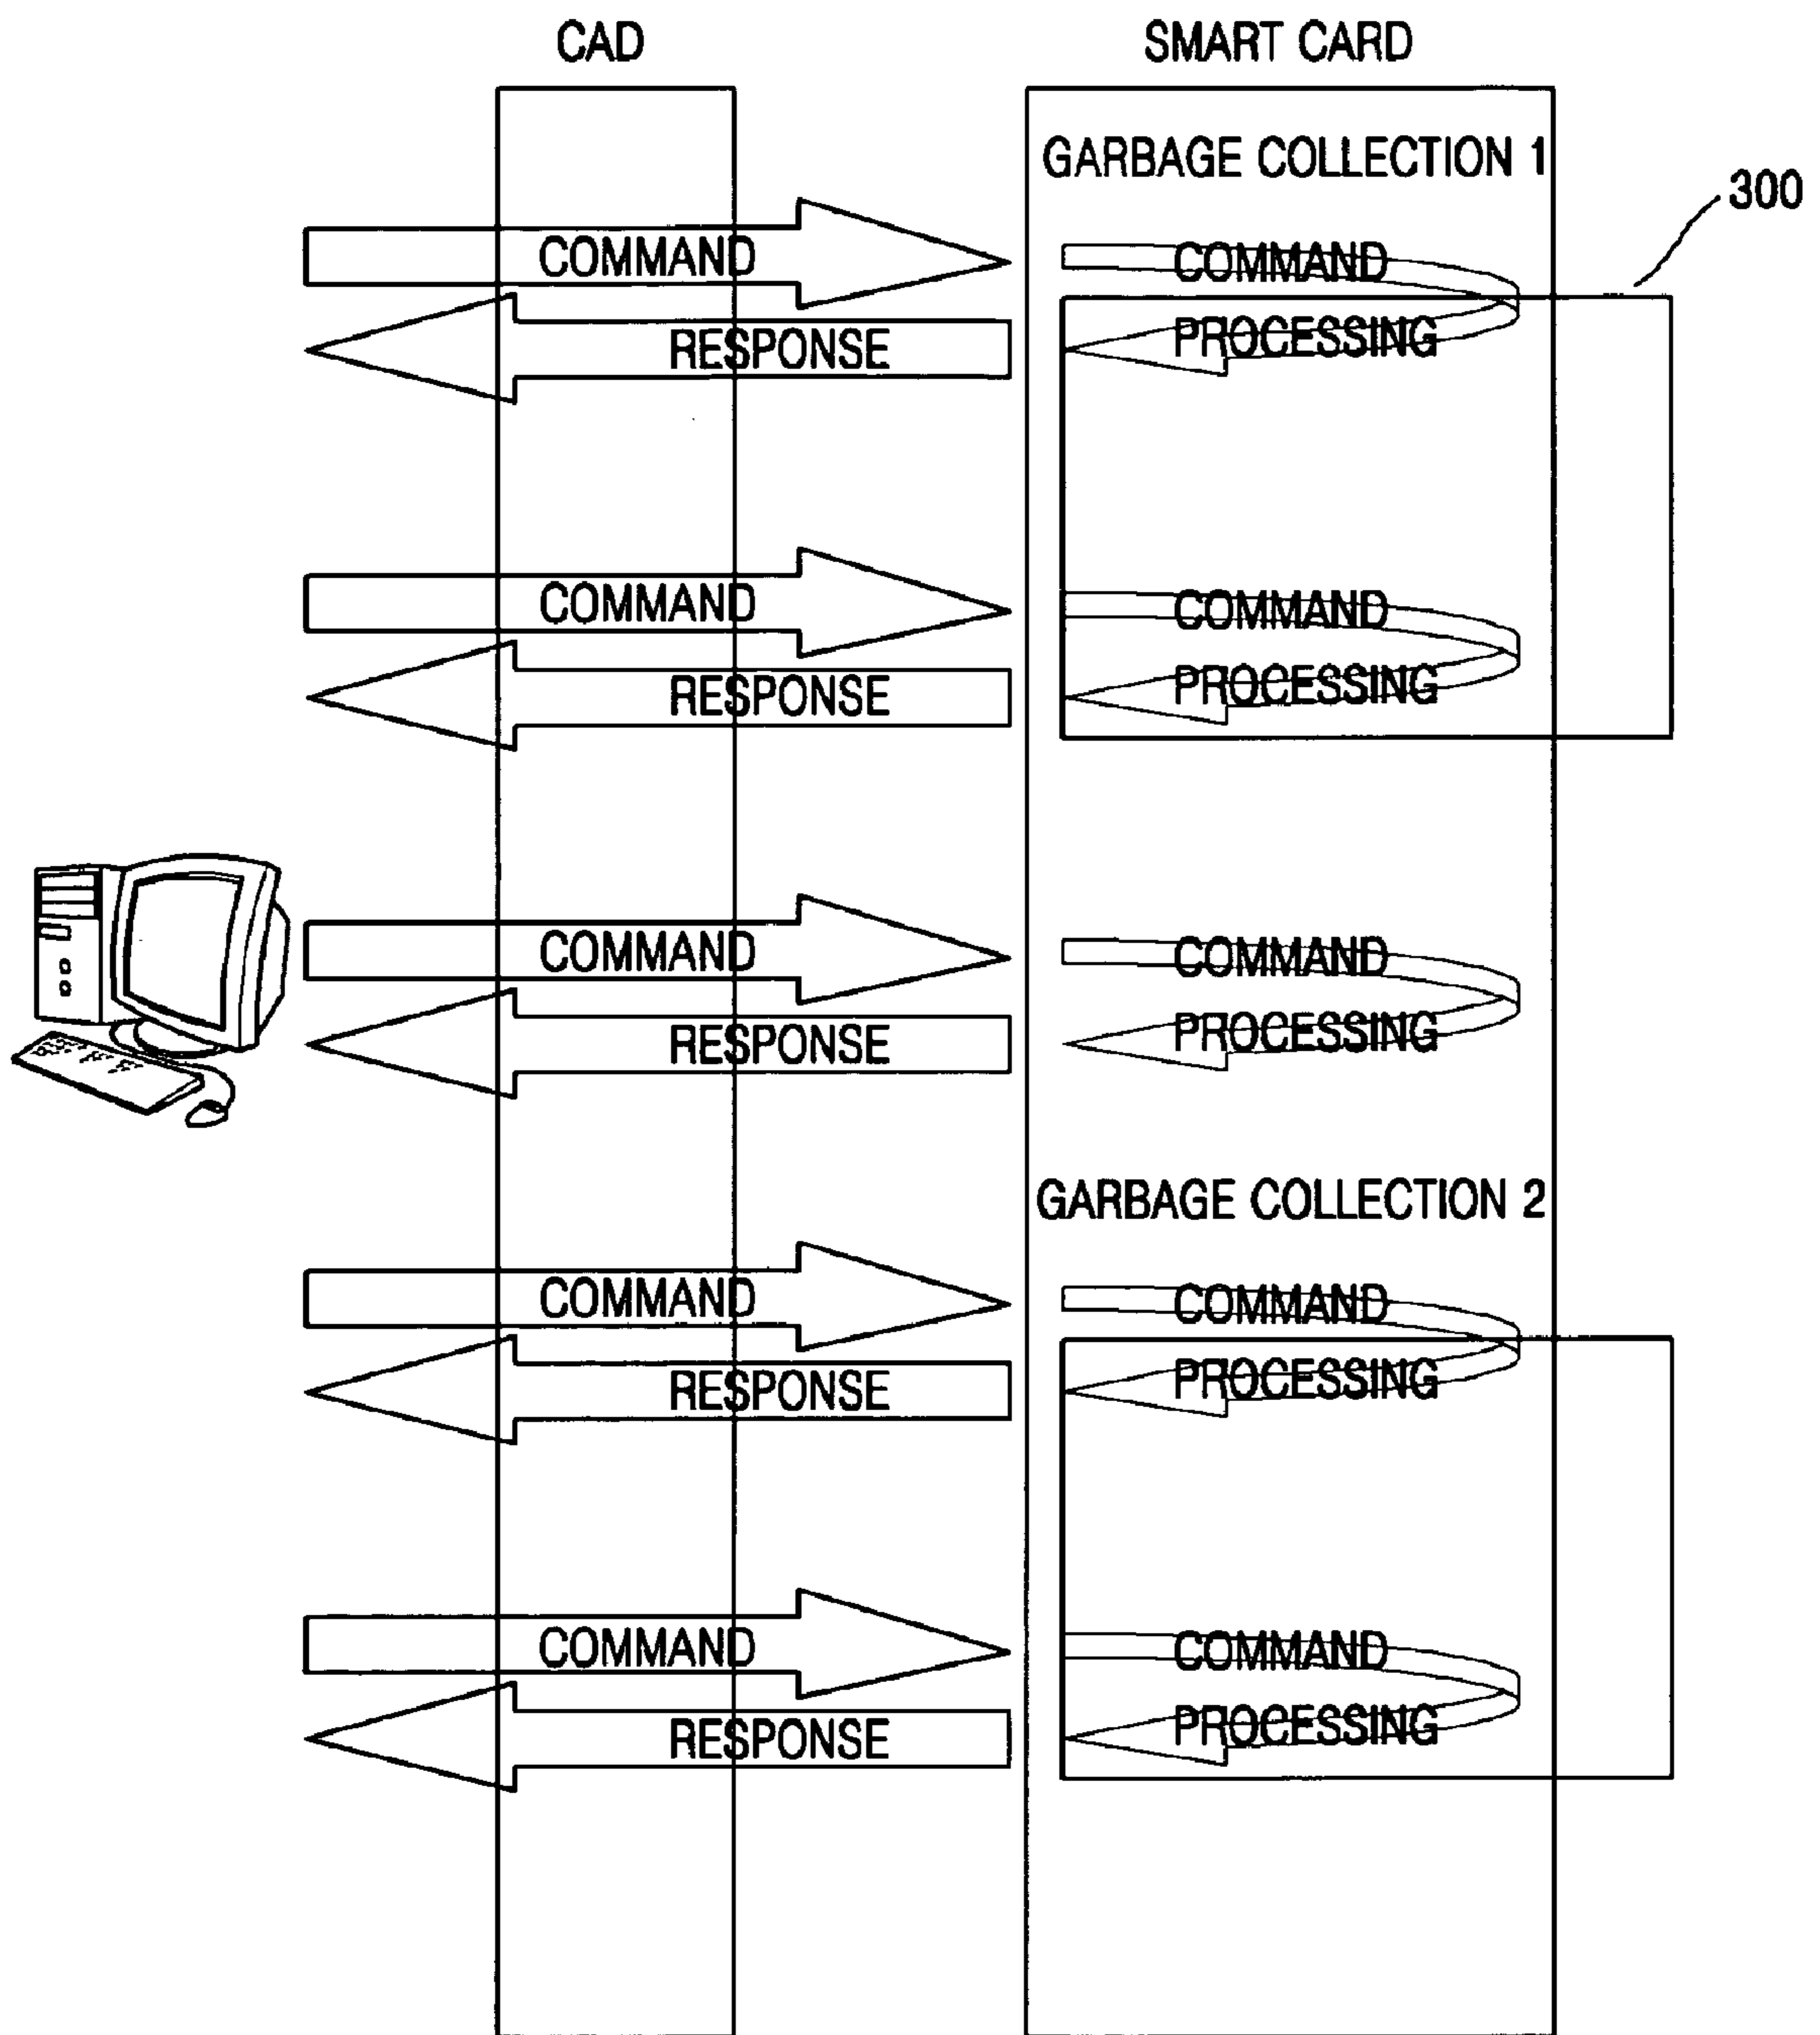 CAD
SMART CARD
GARBAGE COLLECTION 1
300
COMMAND
COMMAND
RESPONSE
PROCESSING
COMMAND
COMMAND
RESPONSE
PROCESSING
COMMAND
COMMAND
RESPONSE
PROCESSING
GARBAGE COLLECTION 2
COMMAND
COMMAND
RESPONSE
PROCESSING
COMMAND
COMMAND
RESPONSE
PROCESSING